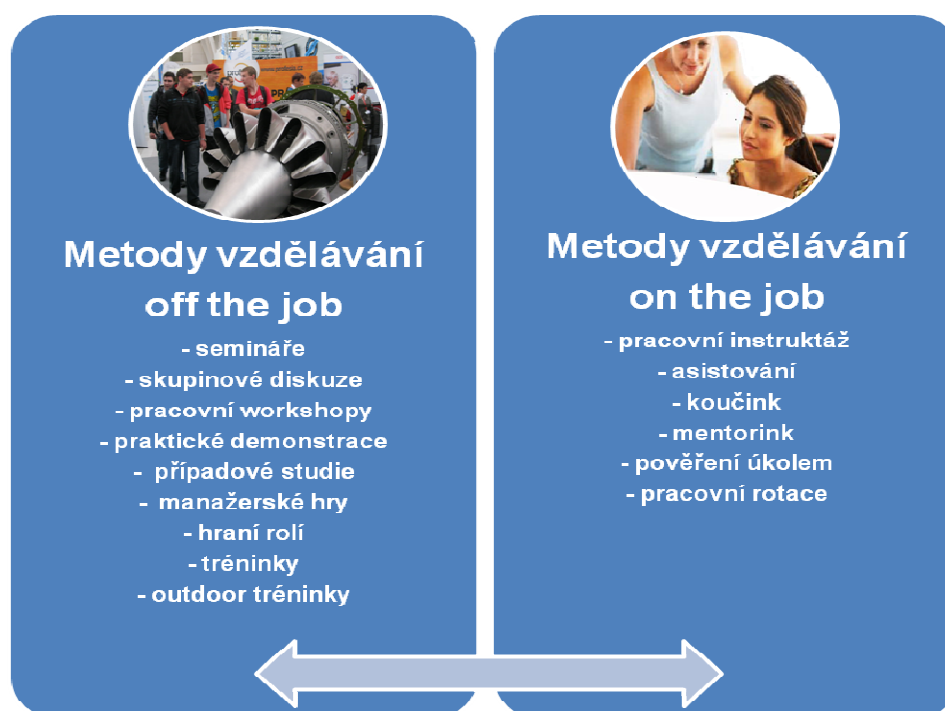 Metody vzdělávání
off the job
- semináře
- skupinové diskuze
- pracovní workshopy
- praktické demonstrace
- případové studie
- manažerské hry
- hraní rolí
- tréninky
- outdoor tréninky
Metody vzdělávání
on the job
- pracovní instruktáž
- asistování
- koučink
- mentorink
- pověření úkolem
- pracovní rotace